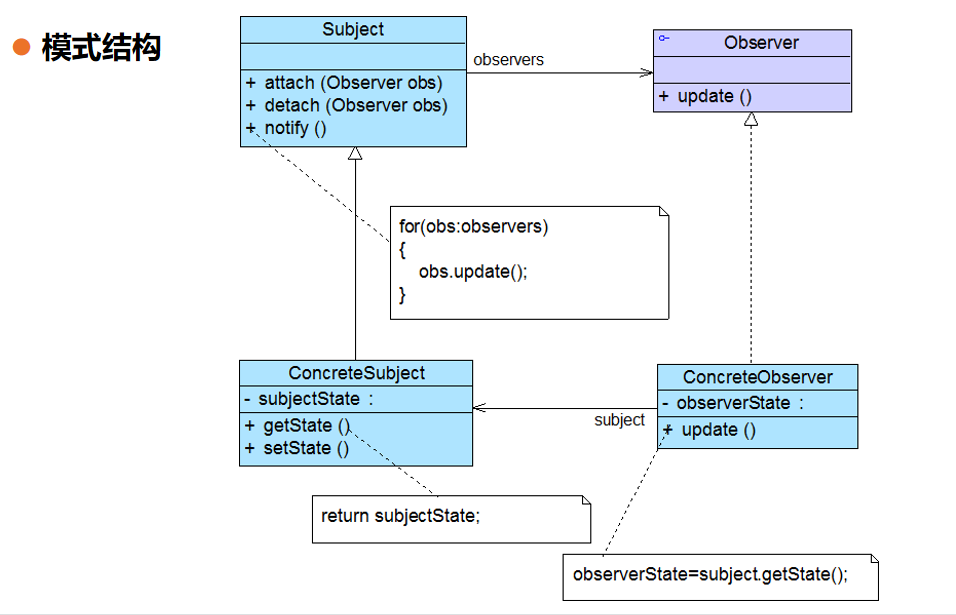 模式结构
Subject
+ attach (Observer obs)
+ detach (Observer obs)
+ notify ()
observers
Observer
+ update ()
for(obs:observers)
{
obs.update();
}
ConcreteSubject
- subjectState :
+ getState ()
+ setState ()
subject
ConcreteObserver
- observerState :
+ update ()
return subjectState;
observerState=subject.getState();